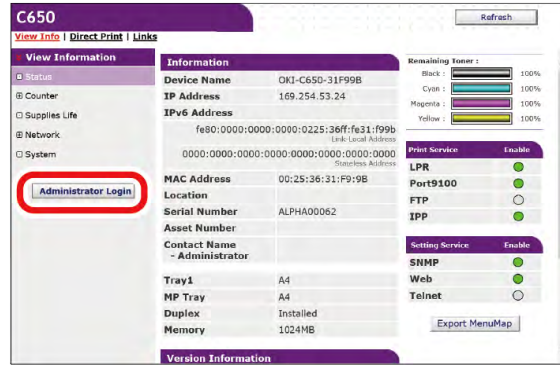 C650
Refresh
View Info | Direct Print | Links
View Information
Status
Counter
Supplies Life
Network
System
Administrator Login
Information
Device Name OKI-C650-31F99B
IP Address 169.254.53.24
IPv6 Address
fe80:0000:0000:0000:0225:36ff:fe31:f99b
Link-Local Address
0000:0000:0000:0000:0000:0000:0000:0000
Stateless Address
MAC Address 00:25:36:31:F9:9B
Location
Serial Number ALPHA00062
Asset Number
Contact Name
- Administrator
Tray1 A4
MP Tray A4
Duplex Installed
Memory 1024MB
Version Information
Remaining Toner :
Black : 100%
Cyan : 100%
Magenta : 100%
Yellow : 100%
Print Service Enable
LPR
Port9100
FTP
IPP
Setting Service Enable
SNMP
Web
Telnet
Export MenuMap